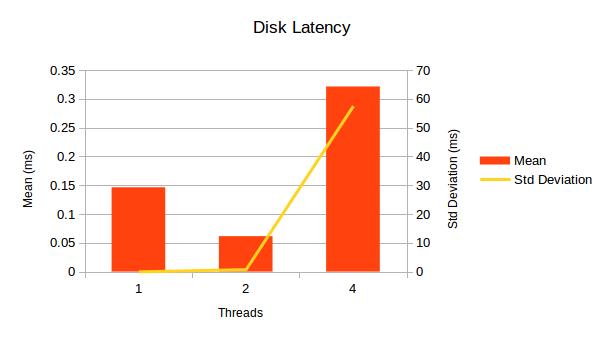 Disk Latency
0.35
0.3
0.25
0.2
0.15
0.1
0.05
0
Mean (ms)
70
60
50
40
30
20
10
0
Std Deviation (ms)
1 2 4
Threads
Mean
Std Deviation